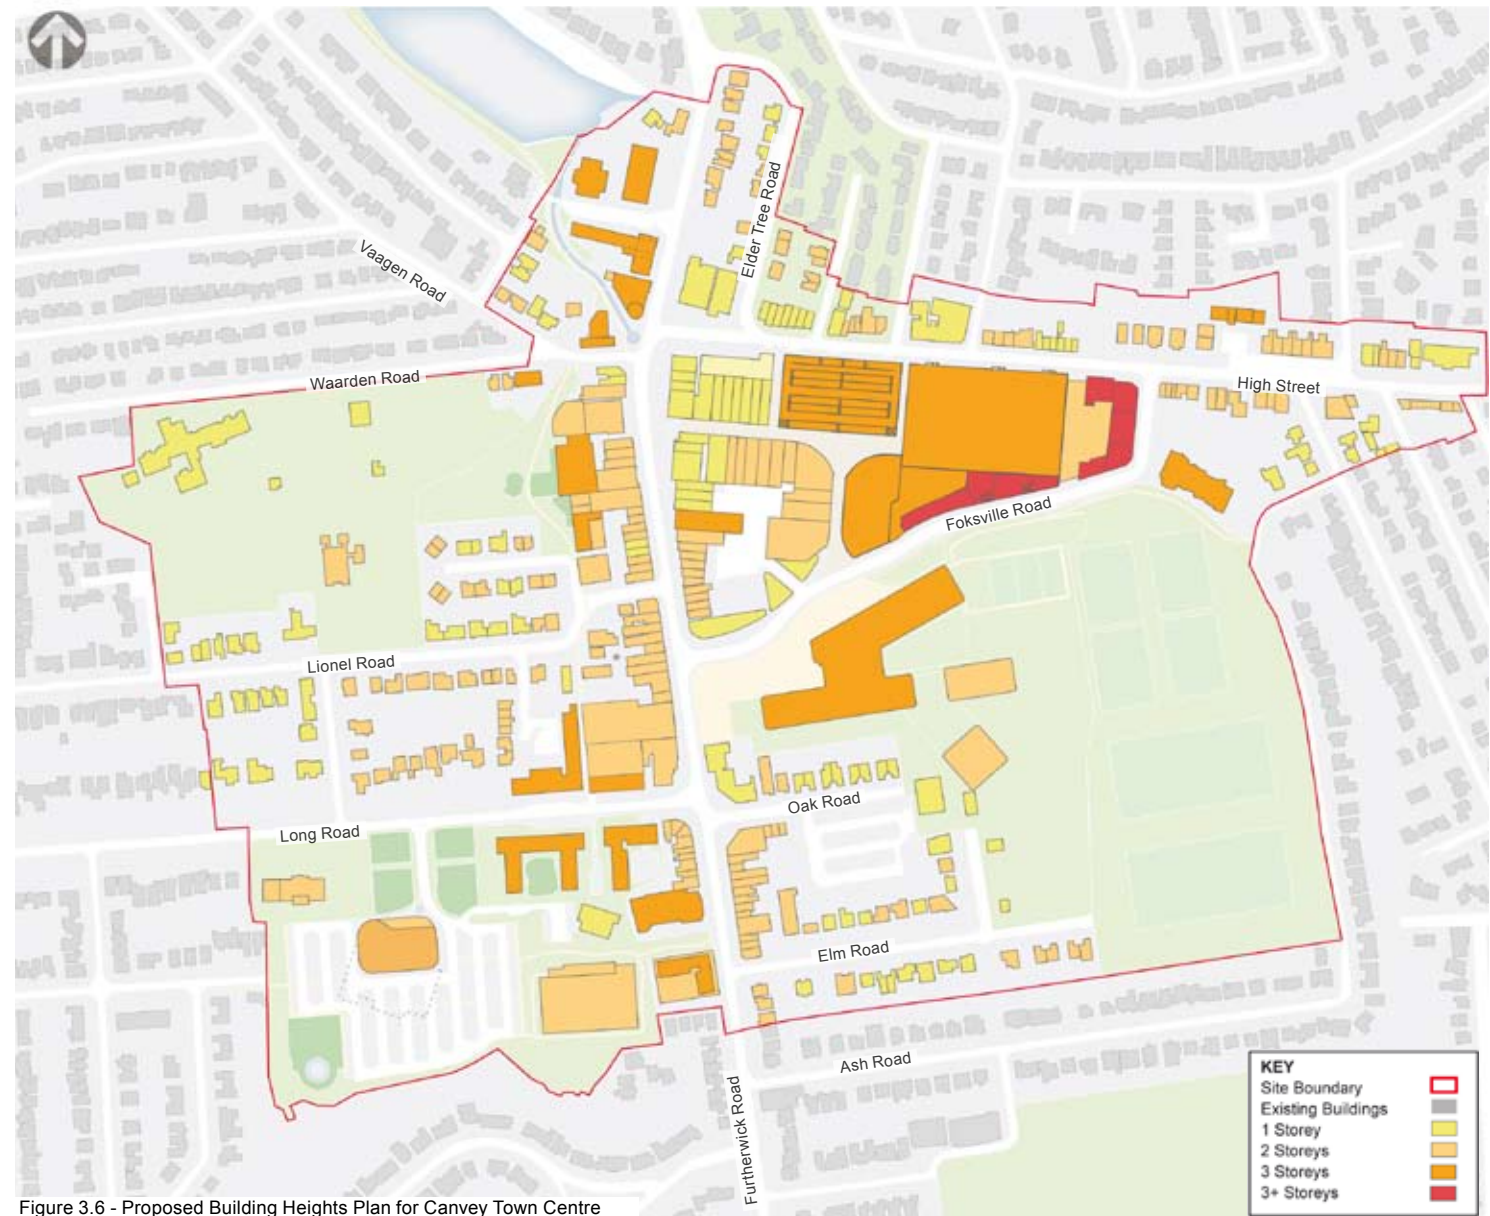 Elder Tree Road
Vaagen Road
Waarden Road
High Street
Foksville Road
Lionel Road
Oak Road
Long Road
Elm Road
Ash Road
Furtherwick Road
KEY
Site Boundary
Existing Buildings
1 Storey
2 Storeys
3 Storeys
3+ Storeys
Figure 3.6 - Proposed Building Heights Plan for Canvey Town Centre